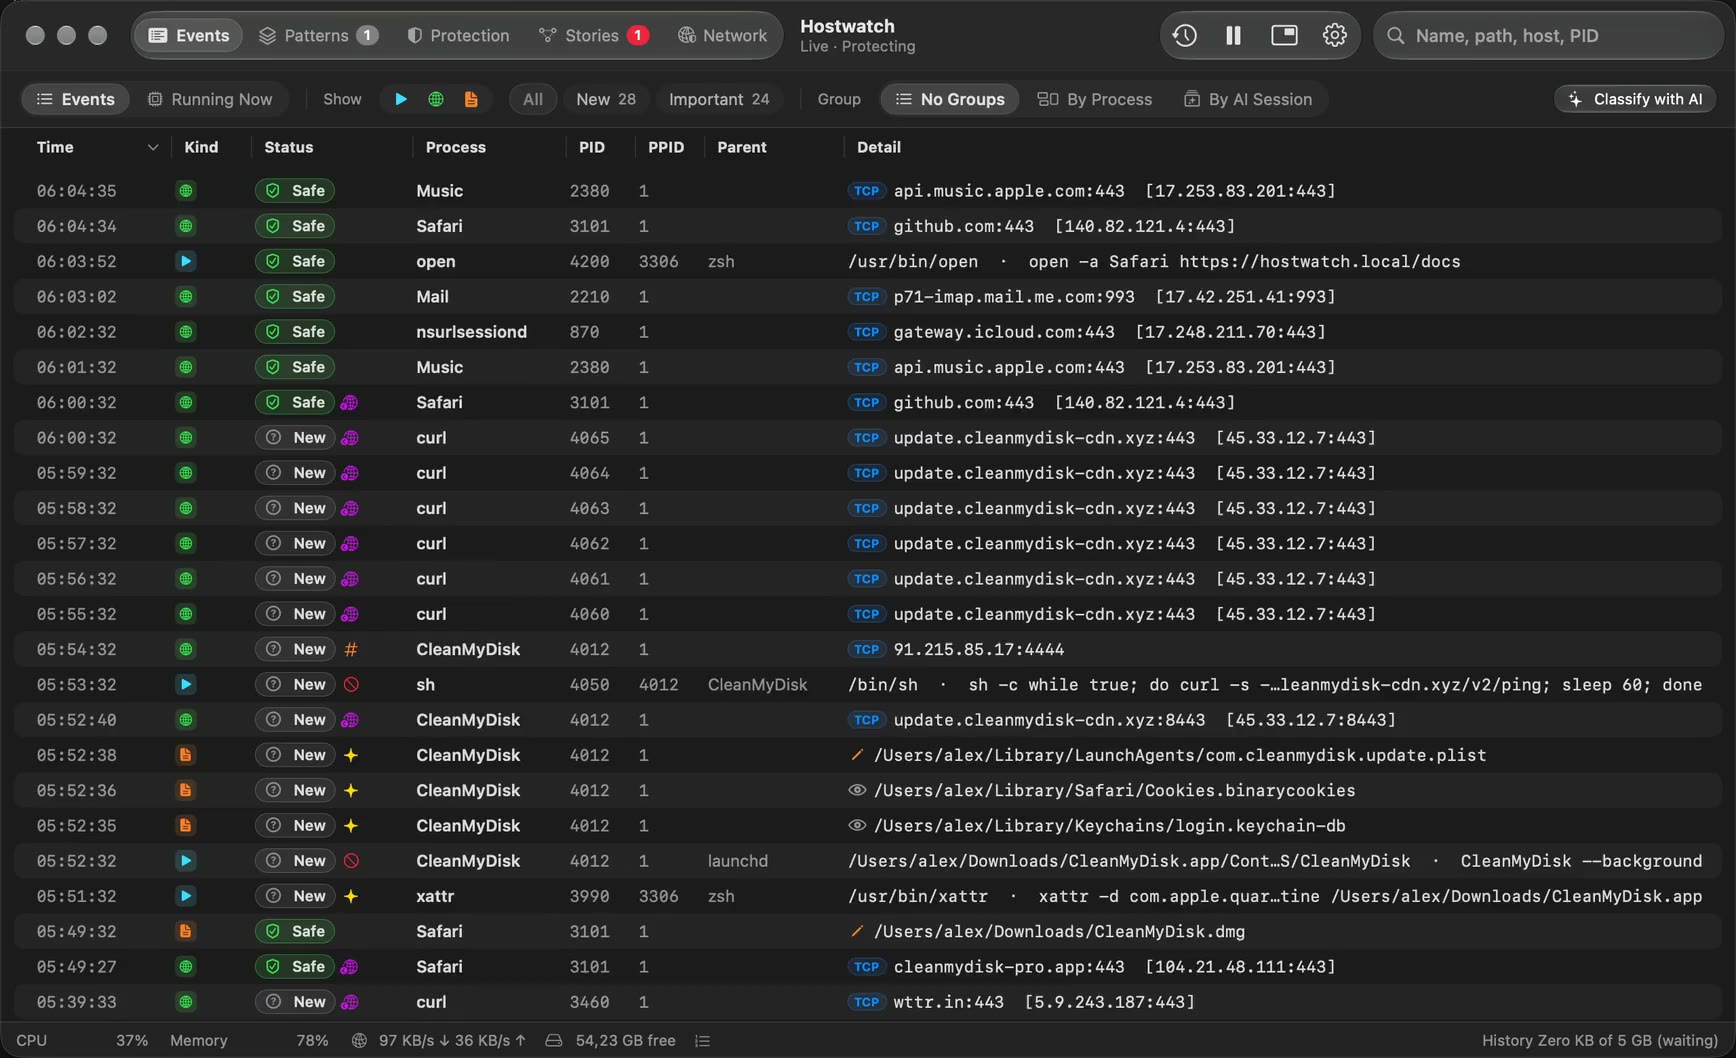 Events Patterns 1 Protection Stories 1 Network Hostwatch Name, path, host, PID
Live · Protecting
Events Running Now Show All New 28 Important 24 Group No Groups By Process By AI Session Classify with AI
Time Kind Status Process PID PPID Parent Detail
06:04:35 Safe Music 2380 1 TCP api.music.apple.com:443 [17.253.83.201:443]
06:04:34 Safe Safari 3101 1 TCP github.com:443 [140.82.121.4:443]
06:03:52 Safe open 4200 3306 zsh /usr/bin/open · open -a Safari https://hostwatch.local/docs
06:03:02 Safe Mail 2210 1 TCP p71-imap.mail.me.com:993 [17.42.251.41:993]
06:02:32 Safe nsurlsessiond 870 1 TCP gateway.icloud.com:443 [17.248.211.70:443]
06:01:32 Safe Music 2380 1 TCP api.music.apple.com:443 [17.253.83.201:443]
06:00:32 Safe Safari 3101 1 TCP github.com:443 [140.82.121.4:443]
06:00:32 New curl 4065 1 TCP update.cleanmydisk-cdn.xyz:443 [45.33.12.7:443]
05:59:32 New curl 4064 1 TCP update.cleanmydisk-cdn.xyz:443 [45.33.12.7:443]
05:58:32 New curl 4063 1 TCP update.cleanmydisk-cdn.xyz:443 [45.33.12.7:443]
05:57:32 New curl 4062 1 TCP update.cleanmydisk-cdn.xyz:443 [45.33.12.7:443]
05:56:32 New curl 4061 1 TCP update.cleanmydisk-cdn.xyz:443 [45.33.12.7:443]
05:55:32 New curl 4060 1 TCP update.cleanmydisk-cdn.xyz:443 [45.33.12.7:443]
05:54:32 New # CleanMyDisk 4012 1 TCP 91.215.85.17:4444
05:53:32 New sh 4050 4012 CleanMyDisk /bin/sh · sh -c while true; do curl -s -…leanmydisk-cdn.xyz/v2/ping; sleep 60; done
05:52:40 New CleanMyDisk 4012 1 TCP update.cleanmydisk-cdn.xyz:8443 [45.33.12.7:8443]
05:52:38 New CleanMyDisk 4012 1 /Users/alex/Library/LaunchAgents/com.cleanmydisk.update.plist
05:52:36 New CleanMyDisk 4012 1 /Users/alex/Library/Safari/Cookies.binarycookies
05:52:35 New CleanMyDisk 4012 1 /Users/alex/Library/Keychains/login.keychain-db
05:52:32 New CleanMyDisk 4012 1 launchd /Users/alex/Downloads/CleanMyDisk.app/Cont…S/CleanMyDisk · CleanMyDisk --background
05:51:32 New xattr 3990 3306 zsh /usr/bin/xattr · xattr -d com.apple.quar…tine /Users/alex/Downloads/CleanMyDisk.app
05:49:32 Safe Safari 3101 1 /Users/alex/Downloads/CleanMyDisk.dmg
05:49:27 Safe Safari 3101 1 TCP cleanmydisk-pro.app:443 [104.21.48.111:443]
05:39:33 New curl 3460 1 TCP wttr.in:443 [5.9.243.187:443]
CPU 37% Memory 78% 97 KB/s ↓ 36 KB/s ↑ 54,23 GB free History Zero KB of 5 GB (waiting)